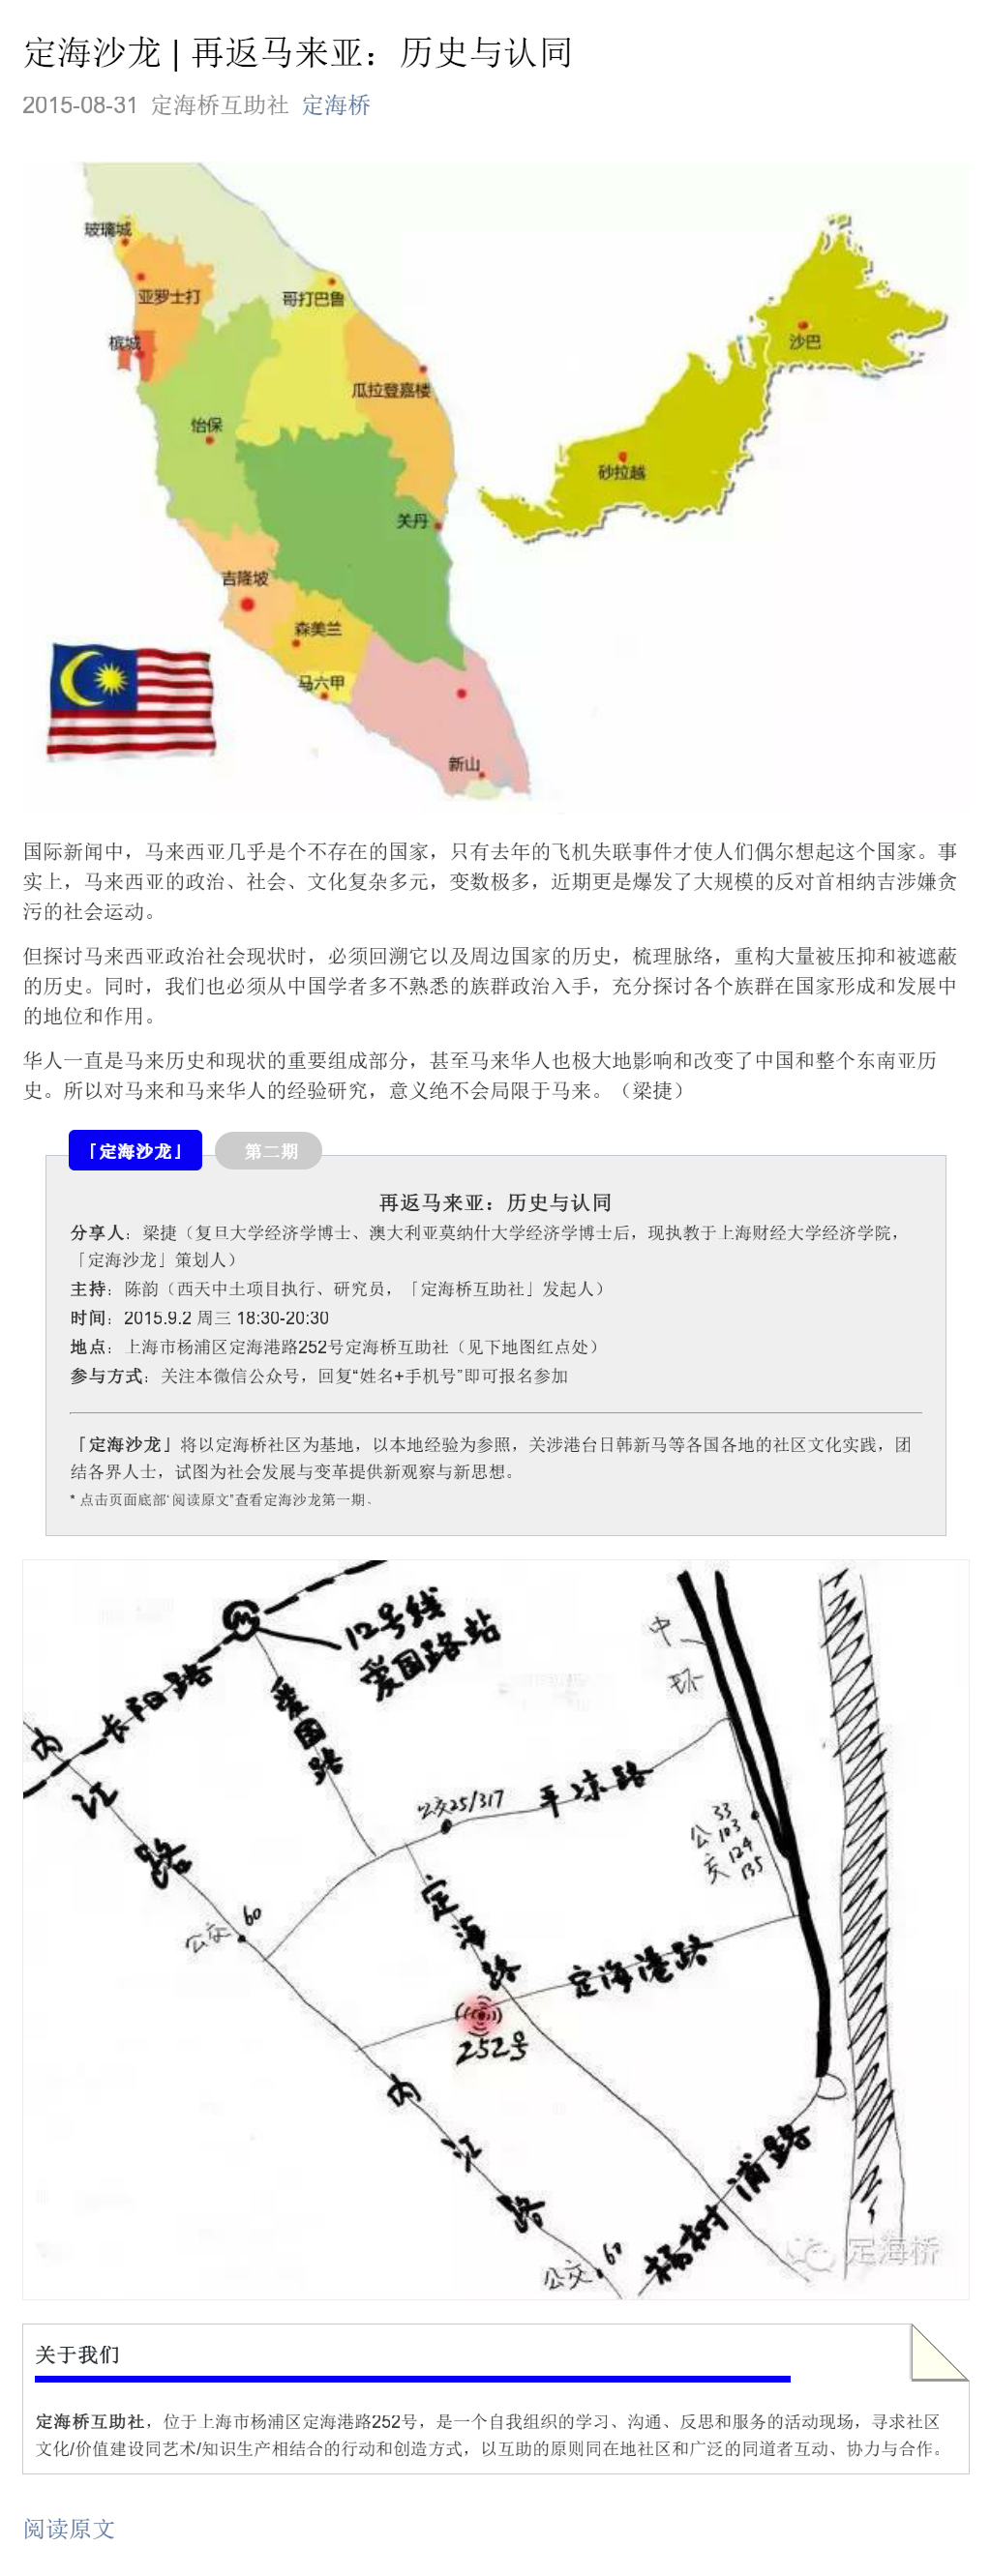 定海沙龙 | 再返马来亚：历史与认同
2015-08-31 定海桥互助社 定海桥
玻璃城
亚罗士打
哥打巴鲁
槟城
瓜拉登嘉楼
怡保
沙巴
砂拉越
关丹
吉隆坡
森美兰
马六甲
新山
国际新闻中，马来西亚几乎是个不存在的国家，只有去年的飞机失联事件才使人们偶尔想起这个国家。事
实上，马来西亚的政治、社会、文化复杂多元，变数极多，近期更是爆发了大规模的反对首相纳吉涉嫌贪
污的社会运动。
但探讨马来西亚政治社会现状时，必须回溯它以及周边国家的历史，梳理脉络，重构大量被压抑和被遮蔽
的历史。同时，我们也必须从中国学者多不熟悉的族群政治入手，充分探讨各个族群在国家形成和发展中
的地位和作用。
华人一直是马来历史和现状的重要组成部分，甚至马来华人也极大地影响和改变了中国和整个东南亚历
史。所以对马来和马来华人的经验研究，意义绝不会局限于马来。（梁捷）
「定海沙龙」 第二期
再返马来亚：历史与认同
分享人：梁捷（复旦大学经济学博士、澳大利亚莫纳什大学经济学博士后，现执教于上海财经大学经济学院，
「定海沙龙」策划人）
主持：陈韵（西天中土项目执行、研究员，「定海桥互助社」发起人）
时间：2015.9.2 周三 18:30-20:30
地点：上海市杨浦区定海港路252号定海桥互助社（见下地图红点处）
参与方式：关注本微信公众号，回复“姓名+手机号”即可报名参加
「定海沙龙」将以定海桥社区为基地，以本地经验为参照，关涉港台日韩新马等各国各地的社区文化实践，团
结各界人士，试图为社会发展与变革提供新观察与新思想。
* 点击页面底部“阅读原文”查看定海沙龙第一期。
12号线
爱国路站
中环
长阳路
爱国路
内江路
公交25/317
平凉路
公交
33
103
124
135
公交 60
定海路
定海港路
252号
内江路
杨树浦路
公交 60
定海桥
关于我们
定海桥互助社，位于上海市杨浦区定海港路252号，是一个自我组织的学习、沟通、反思和服务的活动现场，寻求社区
文化/价值建设同艺术/知识生产相结合的行动和创造方式，以互助的原则同在地社区和广泛的同道者互动、协力与合作。
阅读原文